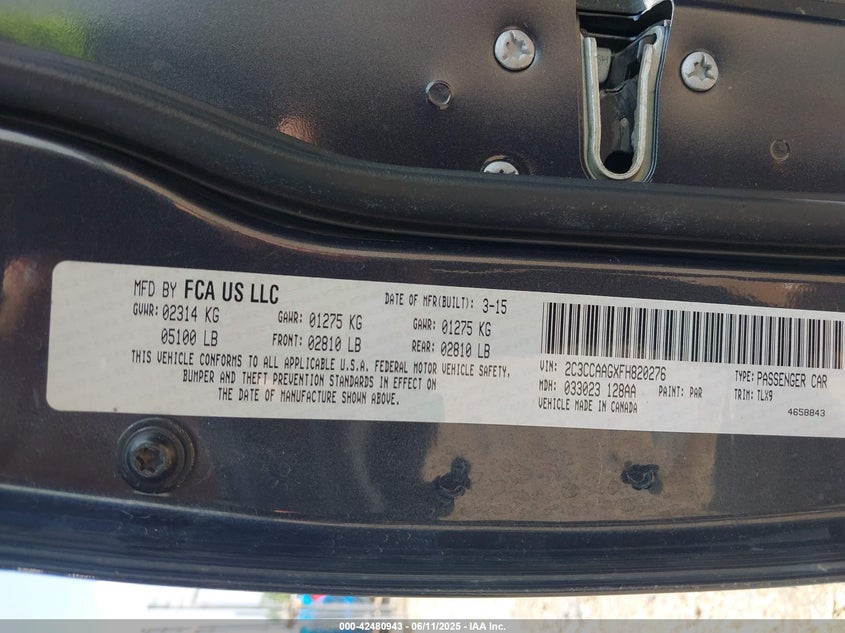 MFD BY FCA US LLC
DATE OF MFR(BUILT): 3-15
GVWR: 02314 KG
GAWR: 01275 KG
GAWR: 01275 KG
05100 LB
FRONT: 02810 LB
REAR: 02810 LB
THIS VEHICLE CONFORMS TO ALL APPLICABLE U.S.A. FEDERAL MOTOR VEHICLE SAFETY,
BUMPER AND THEFT PREVENTION STANDARDS IN EFFECT ON
THE DATE OF MANUFACTURE SHOWN ABOVE.
VIN: 2C3CCAAGXFH820276
TYPE: PASSENGER CAR
MDH: 033023 128AA
PAINT: PAR
TRIM: TLX9
VEHICLE MADE IN CANADA
4658843
000-42480943 - 06/11/2025 - IAA Inc.